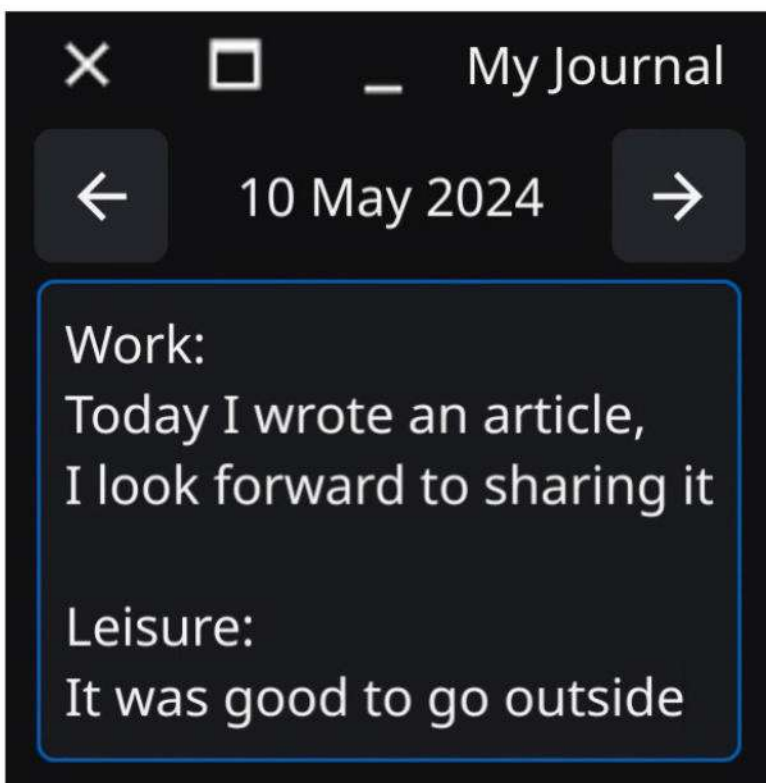 My Journal
10 May 2024
Work:
Today I wrote an article,
I look forward to sharing it
Leisure:
It was good to go outside